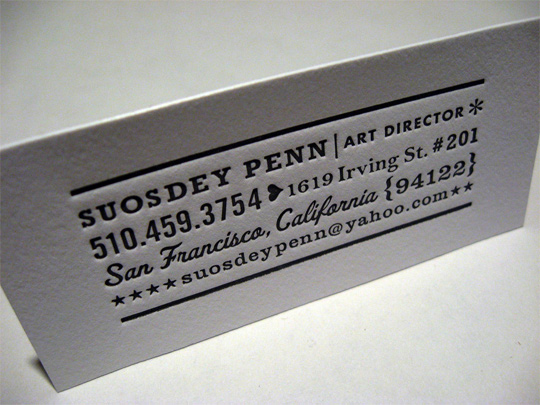 SUOSDEY PENN | ART DIRECTOR *
510.459.3754 ♥ 1619 Irving St. #201
San Francisco, California {94122}
★★★★suosdeypenn@yahoo.com★★